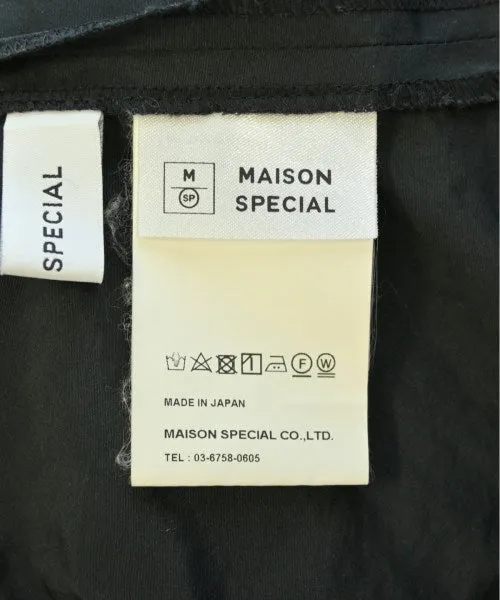 SPECIAL
M
SP
MAISON
SPECIAL
F W
MADE IN JAPAN
MAISON SPECIAL CO.,LTD.
TEL : 03-6758-0605